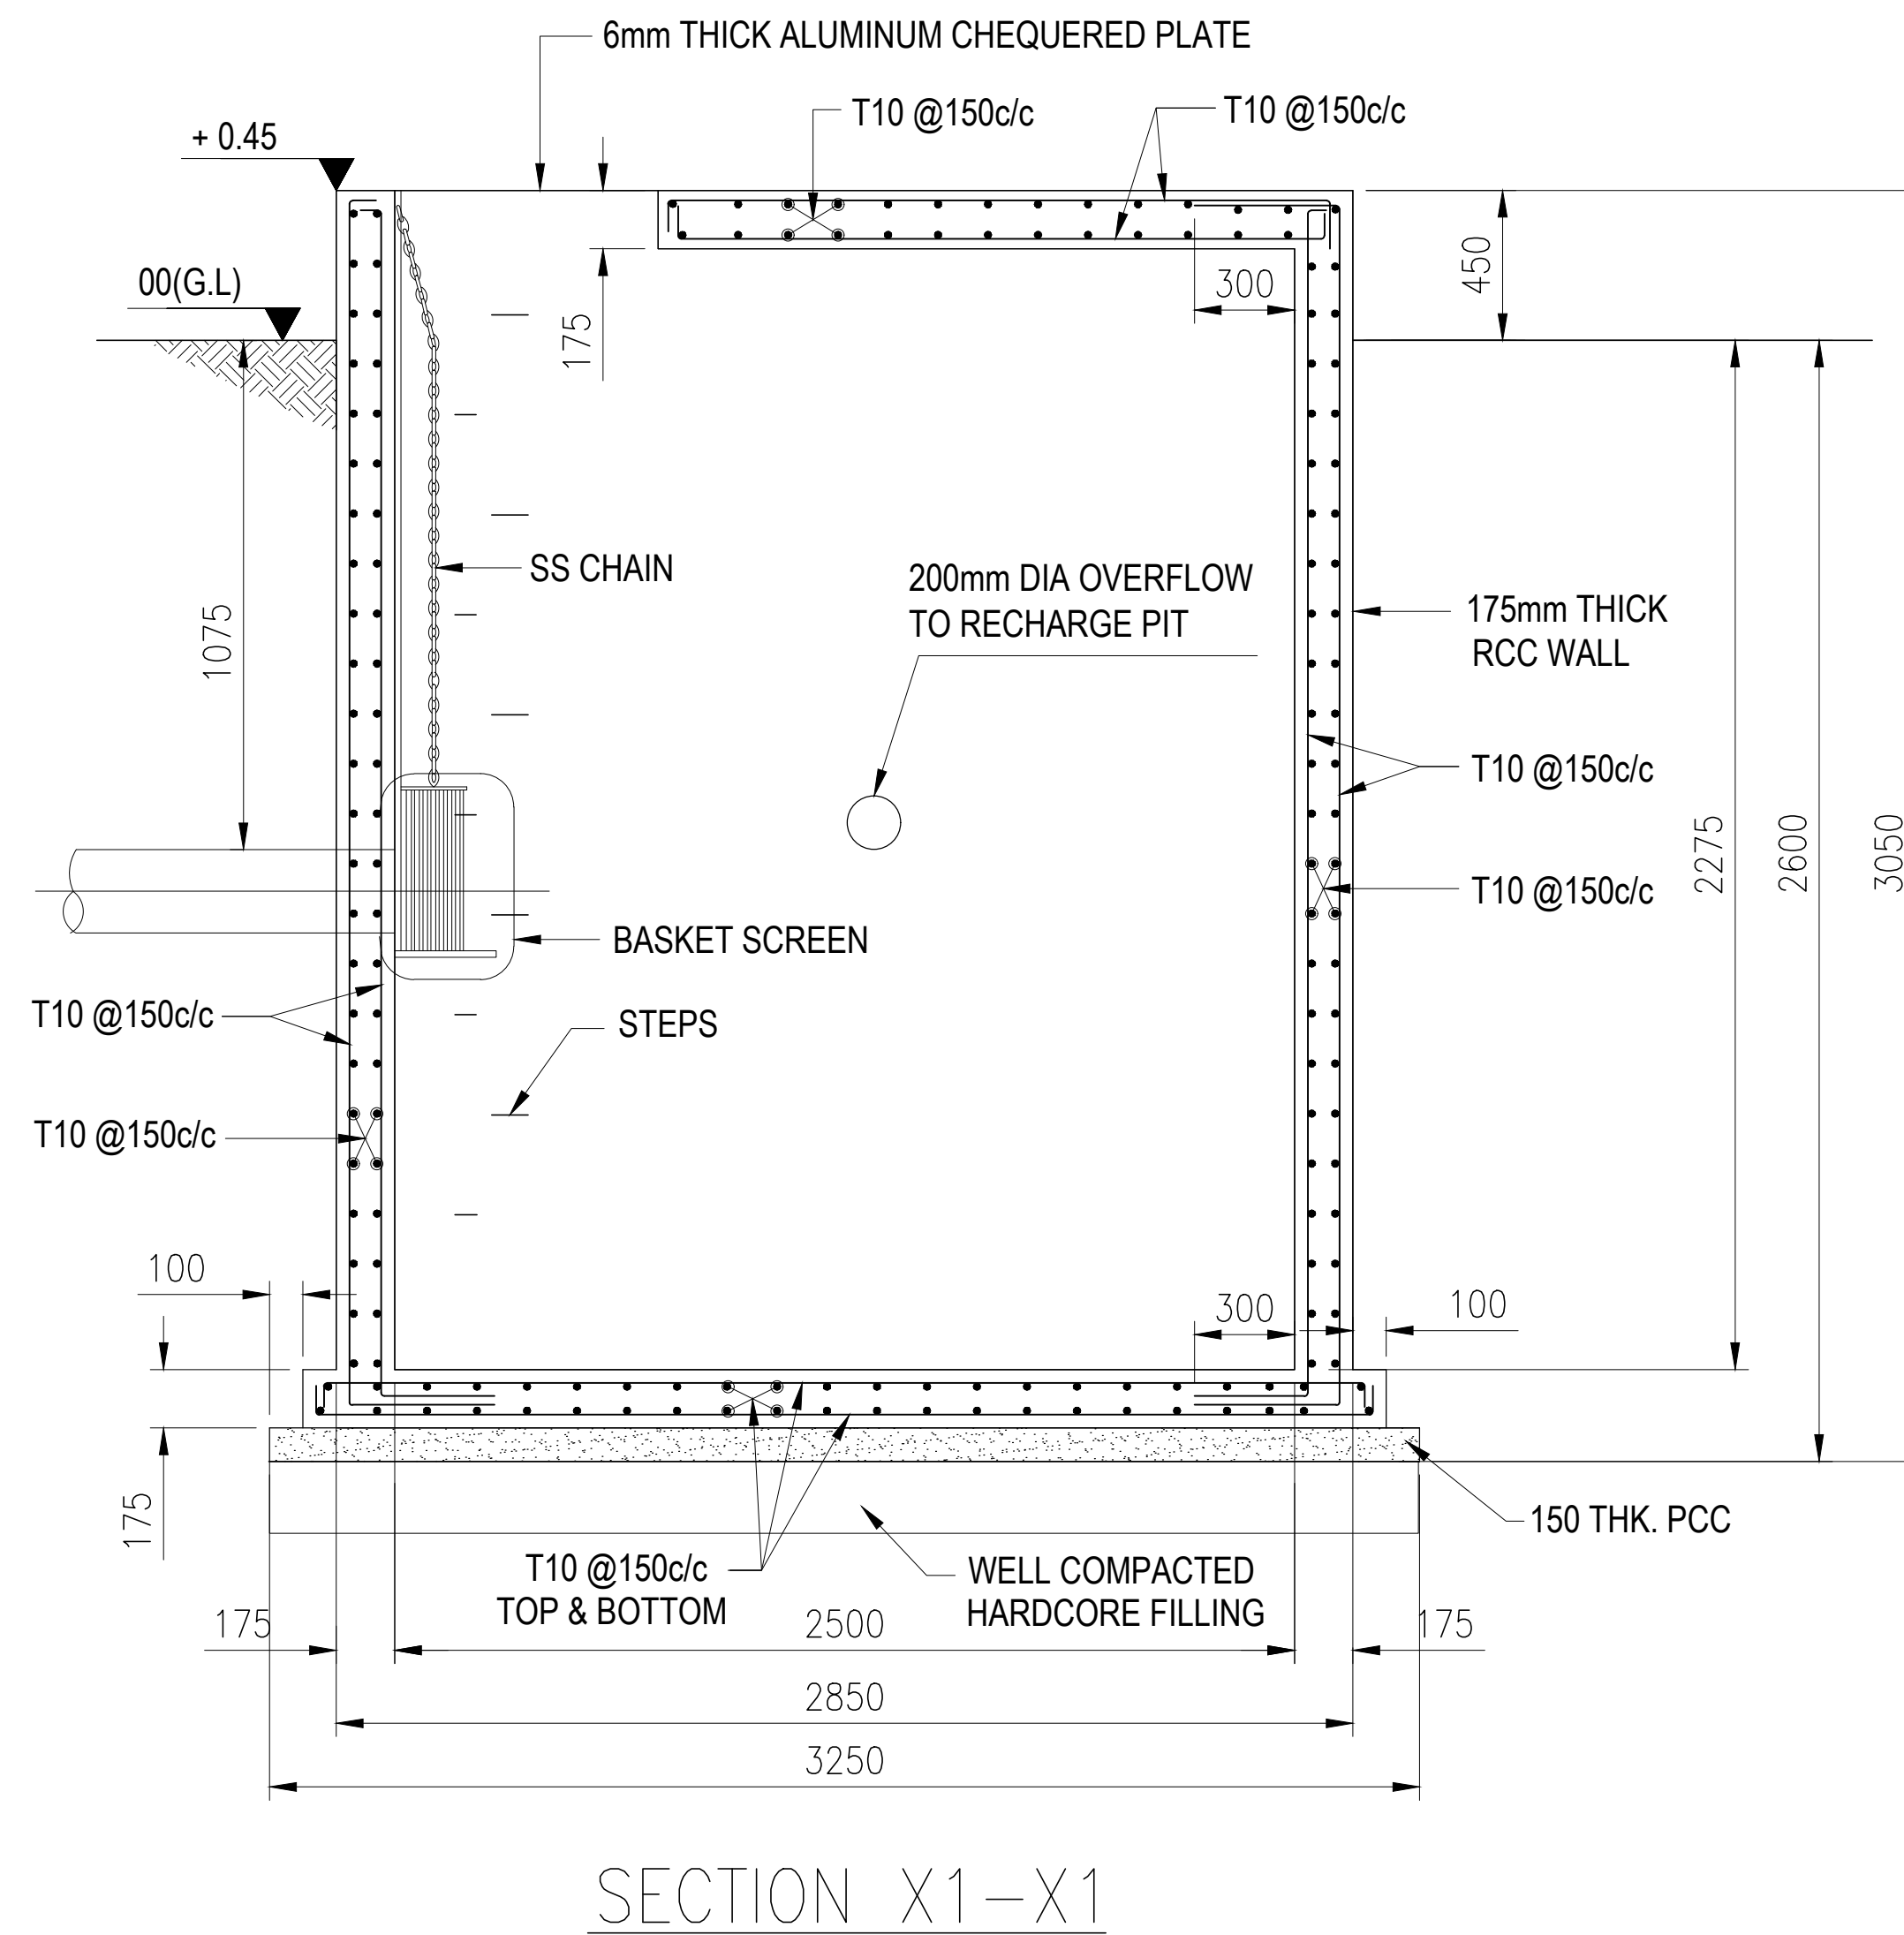 6mm THICK ALUMINUM CHEQUERED PLATE
T10 @150c/c
T10 @150c/c
+ 0.45
00(G.L)
450
300
175
SS CHAIN
200mm DIA OVERFLOW
TO RECHARGE PIT
175mm THICK
RCC WALL
1075
T10 @150c/c
2275
2600
3050
T10 @150c/c
BASKET SCREEN
T10 @150c/c
STEPS
T10 @150c/c
100
300
100
175
150 THK. PCC
T10 @150c/c
TOP & BOTTOM
WELL COMPACTED
HARDCORE FILLING
175
2500
175
2850
3250
SECTION X1-X1